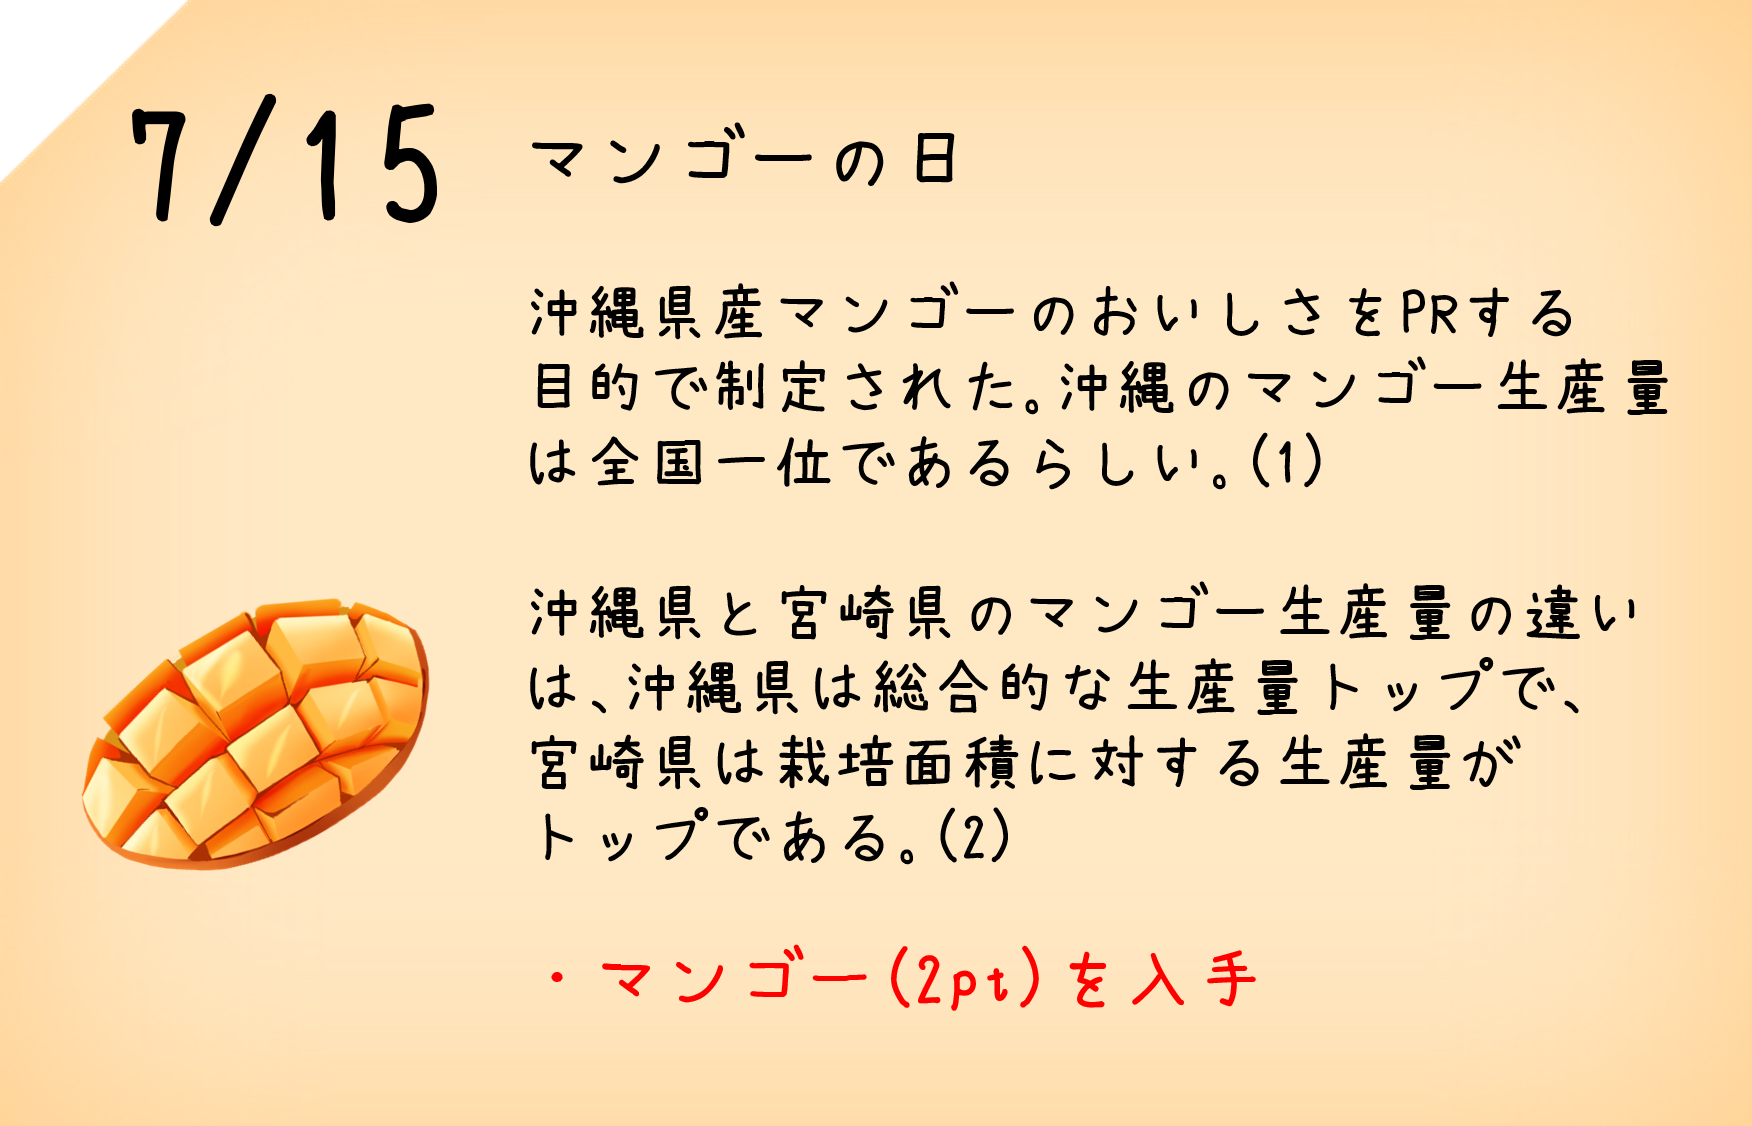 7/15 マンゴーの日
沖縄県産マンゴーのおいしさをPRする
目的で制定された。沖縄のマンゴー生産量
は全国一位であるらしい。(1)
沖縄県と宮崎県のマンゴー生産量の違い
は、沖縄県は総合的な生産量トップで、
宮崎県は栽培面積に対する生産量が
トップである。(2)
・マンゴー(2pt)を入手